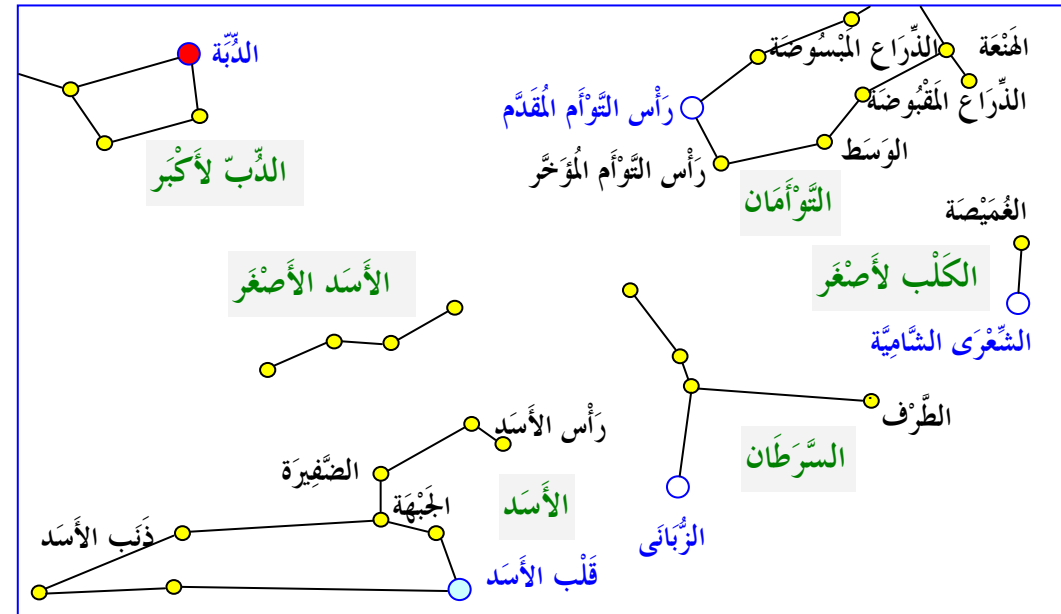 الهَنْعَة
الذِّرَاع المَبْسُوصَة
الدُّبَّة
الذِّرَاع المَقْبُوضَة
رَأْس التَّوْأَم المُقَدَّم
الوَسَط
رَأْس التَّوْأَم المُؤَخَّر
الدُّبّ لأَكْبَر
التَّوْأَمَان
الغُمَيْصَة
الكَلْب لأَصْغَر
الأَسَد الأَصْغَر
الشِّعْرَى الشَّامِيَّة
الطَّرْف
رَأْس الأَسَد
السَّرَطَان
الضَّفِيرَة
الأَسَد
الجَبْهَة
ذَنَب الأَسَد
الزُّبَانَى
قَلْب الأَسَد